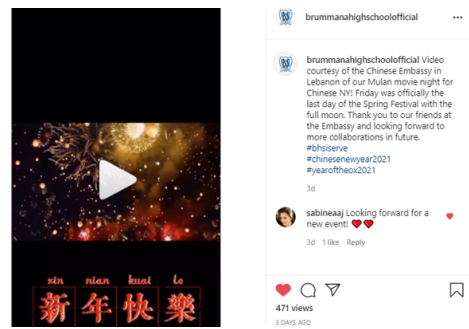 brummanahighschoolofficial
brummanahighschoolofficial Video
courtesy of the Chinese Embassy in
Lebanon of our Mulan movie night for
Chinese NY! Friday was officially the
last day of the Spring Festival with the
full moon. Thank you to our friends at
the Embassy and looking forward to
more collaborations in future.
#bhsiserve
#chinesenewyear2021
#yearoftheox2021
3d
sabineaaj Looking forward for a
new event!
3d 1 like Reply
471 views
3 DAYS AGO
xin nian kuai le
新年快樂